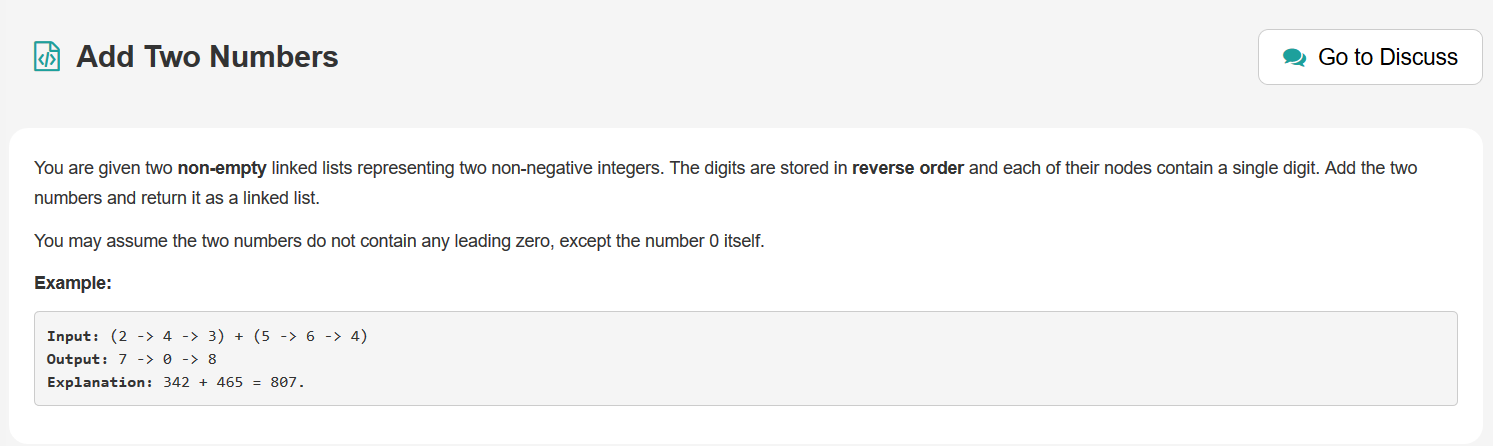 Add Two Numbers
Go to Discuss
You are given two non-empty linked lists representing two non-negative integers. The digits are stored in reverse order and each of their nodes contain a single digit. Add the two
numbers and return it as a linked list.
You may assume the two numbers do not contain any leading zero, except the number 0 itself.
Example:
Input: (2 -> 4 -> 3) + (5 -> 6 -> 4)
Output: 7 -> 0 -> 8
Explanation: 342 + 465 = 807.